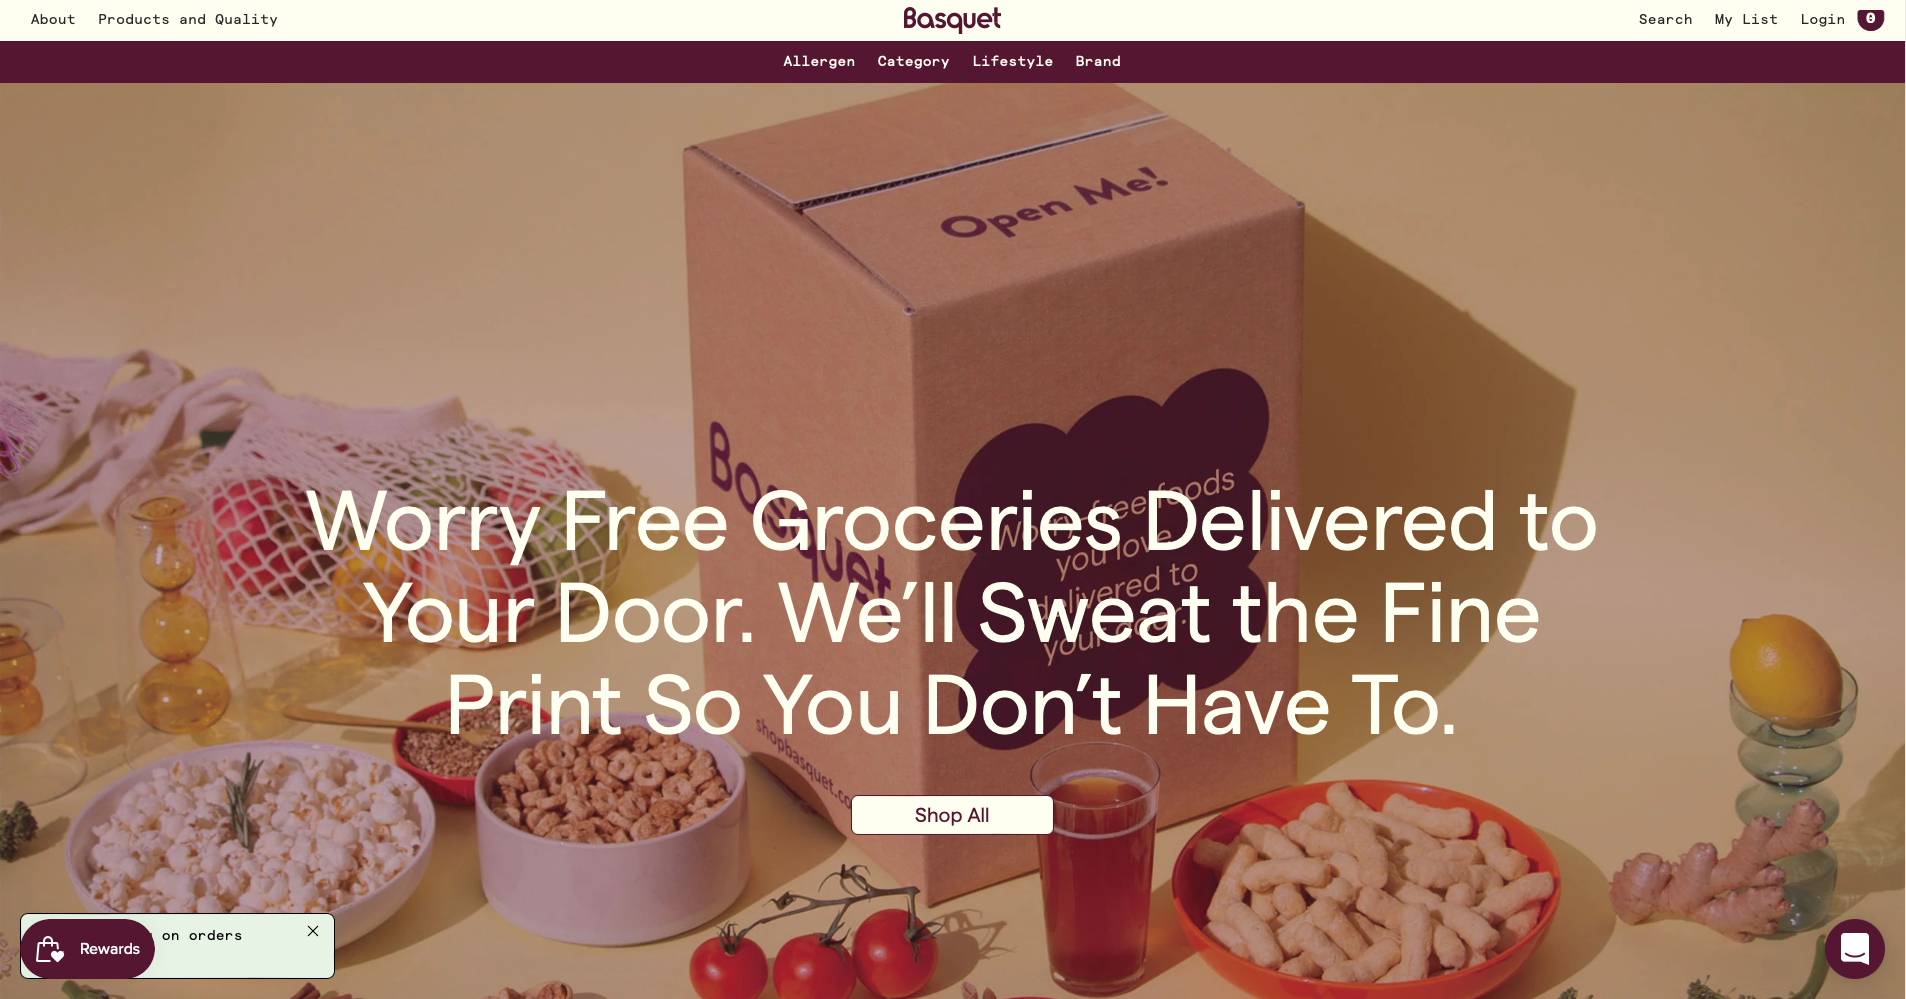 About Products and Quality
Basquet
Search My List Login 0
Allergen Category Lifestyle Brand
Open Me!
Basquet
Worry-free foods
you love
delivered to
your door.
Worry Free Groceries Delivered to
Your Door. We’ll Sweat the Fine
Print So You Don’t Have To.
shopbasquet.co
Shop All
on orders
Rewards